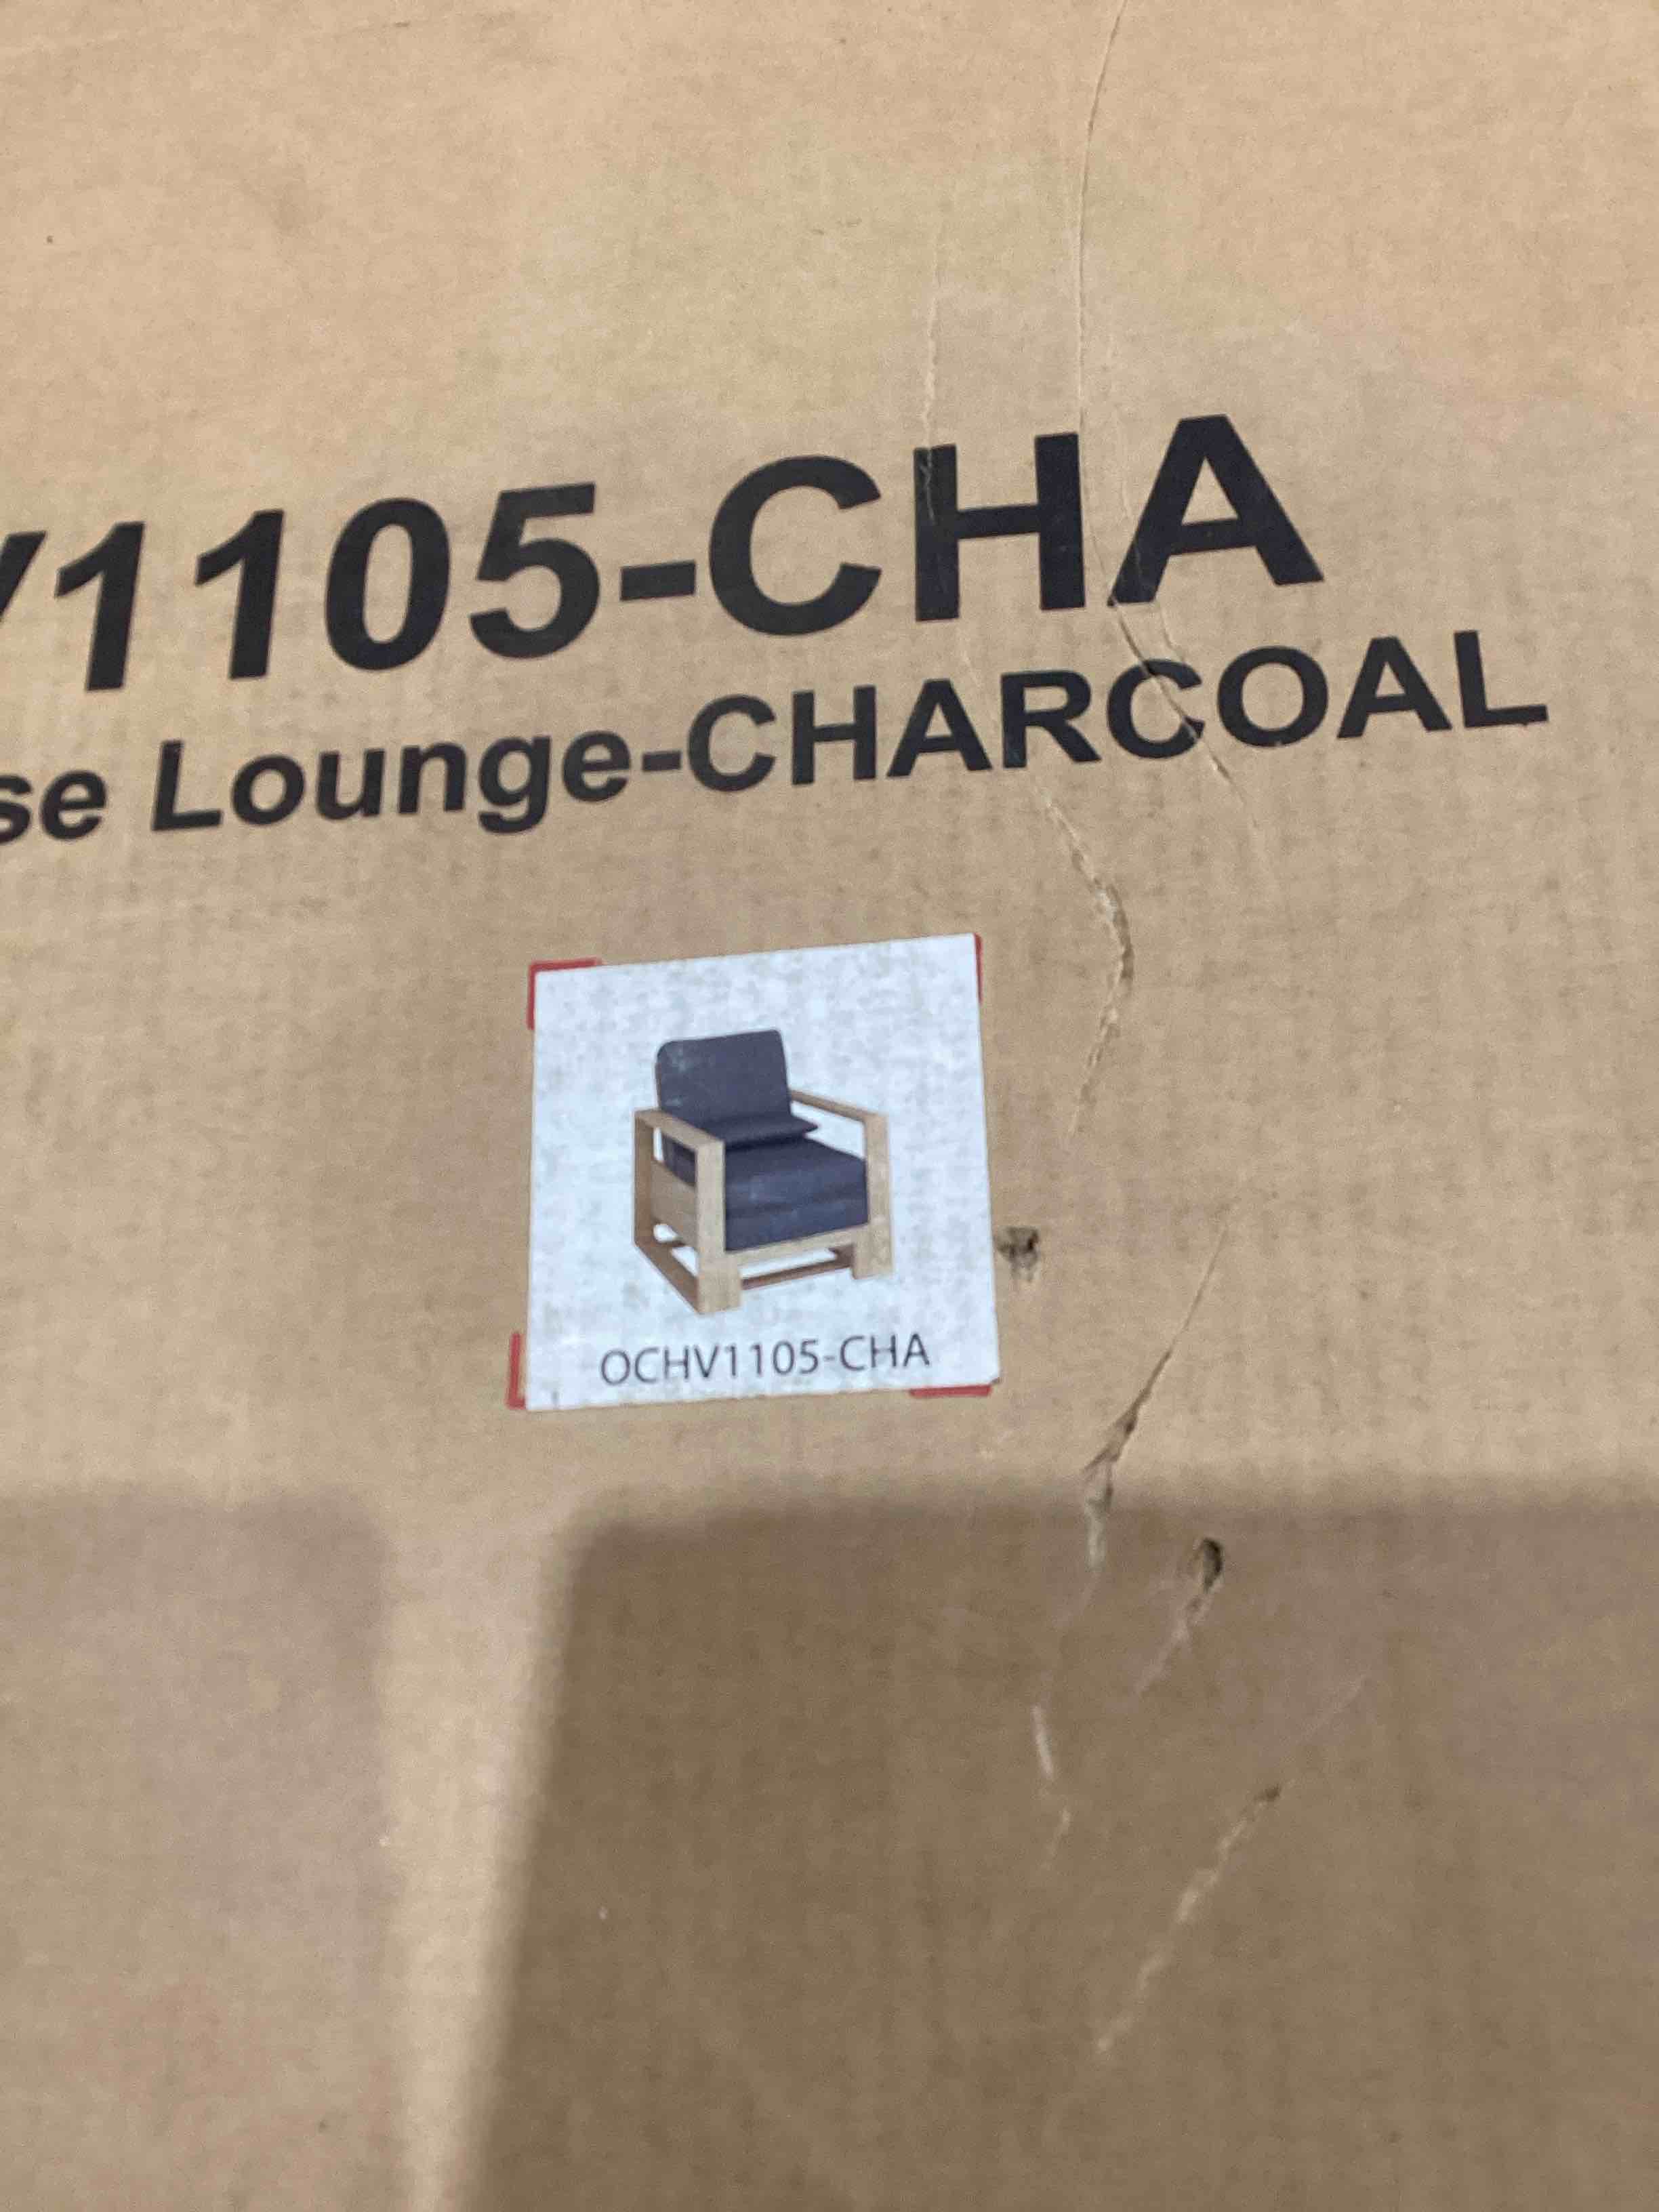 V1105-CHA
se Lounge-CHARCOAL
OCHV1105-CHA